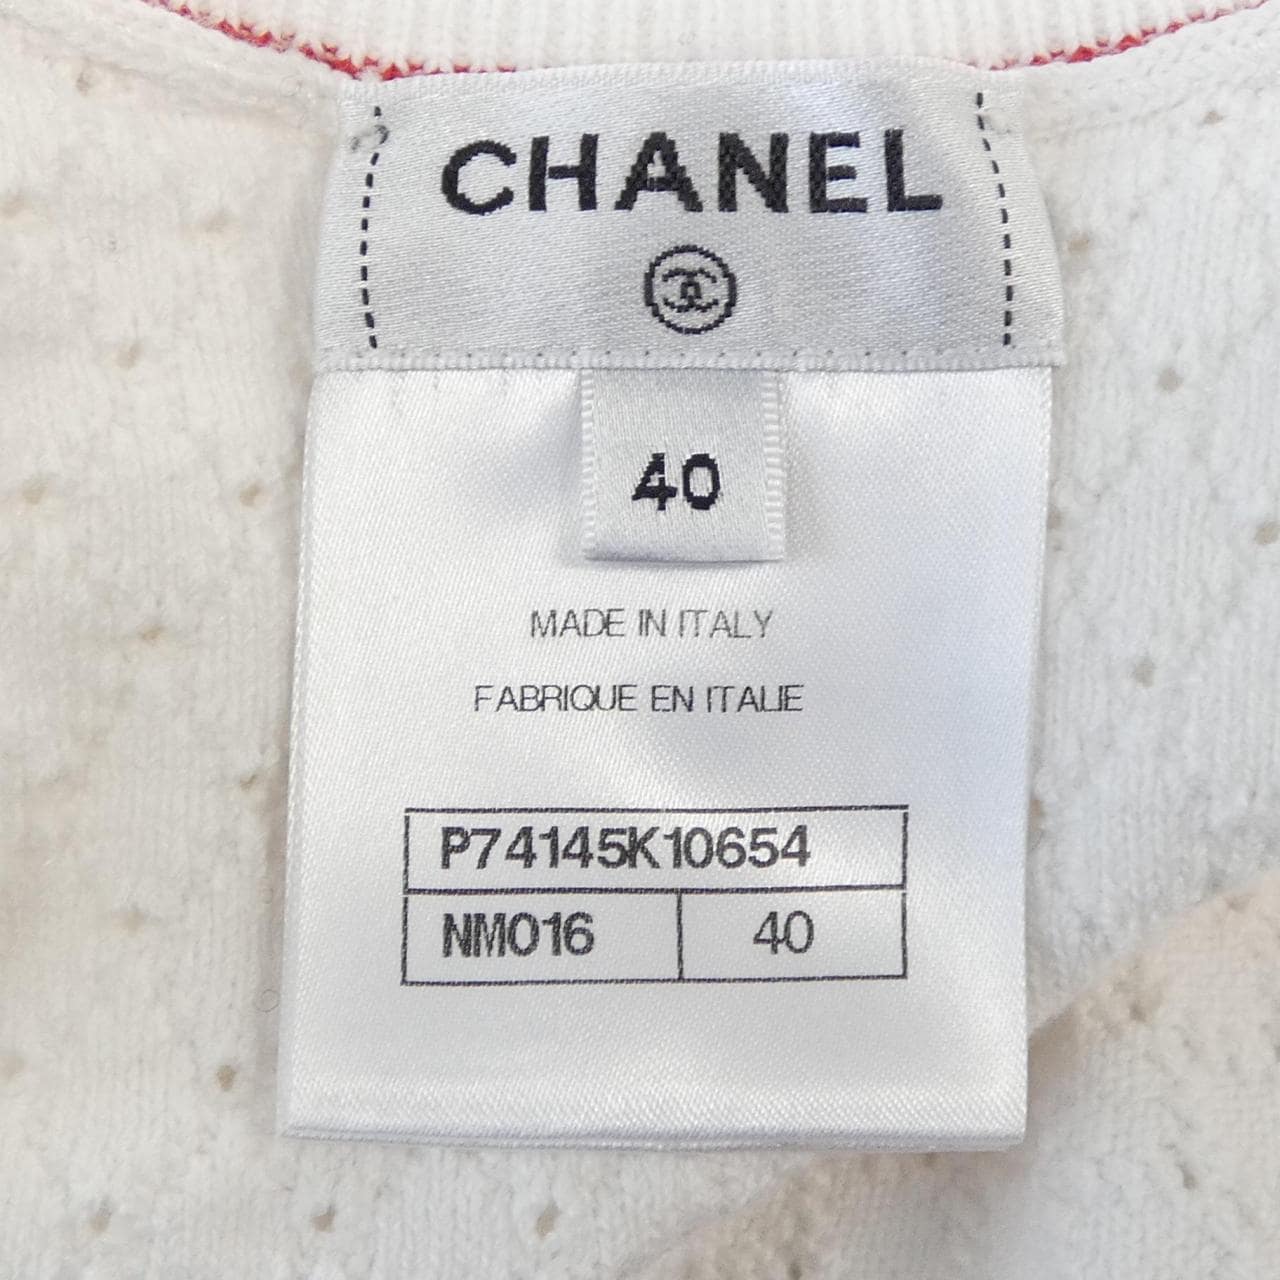 CHANEL
40
MADE IN ITALY
FABRIQUE EN ITALIE
P74145K10654
NM016 40